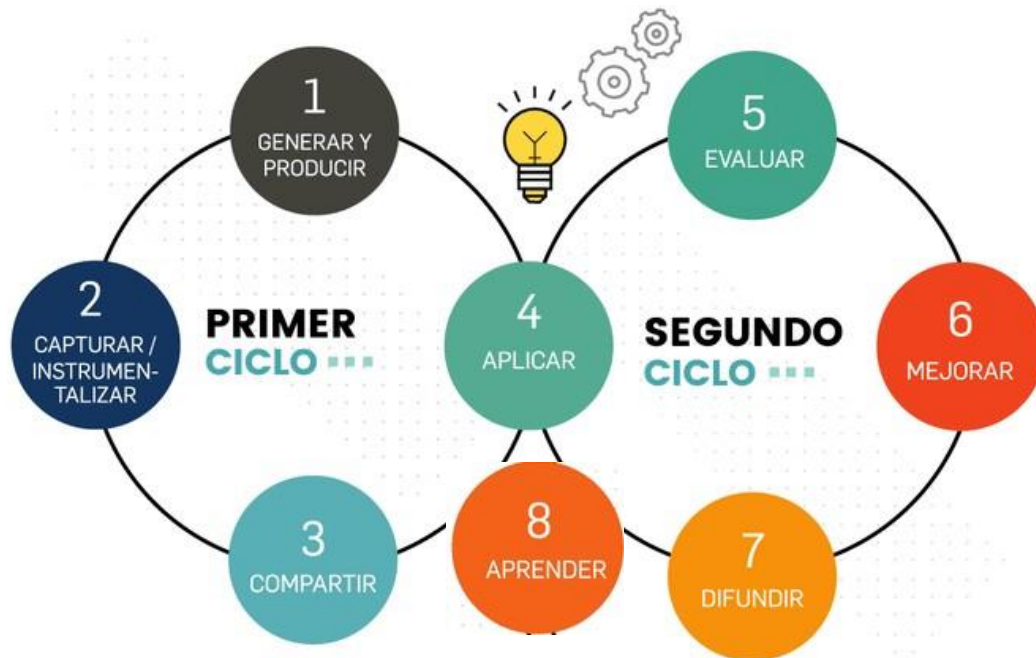 1
GENERAR Y
PRODUCIR
2
CAPTURAR /
INSTRUMEN-
TALIZAR
3
COMPARTIR
PRIMER
CICLO
4
APLICAR
5
EVALUAR
6
MEJORAR
7
DIFUNDIR
8
APRENDER
SEGUNDO
CICLO